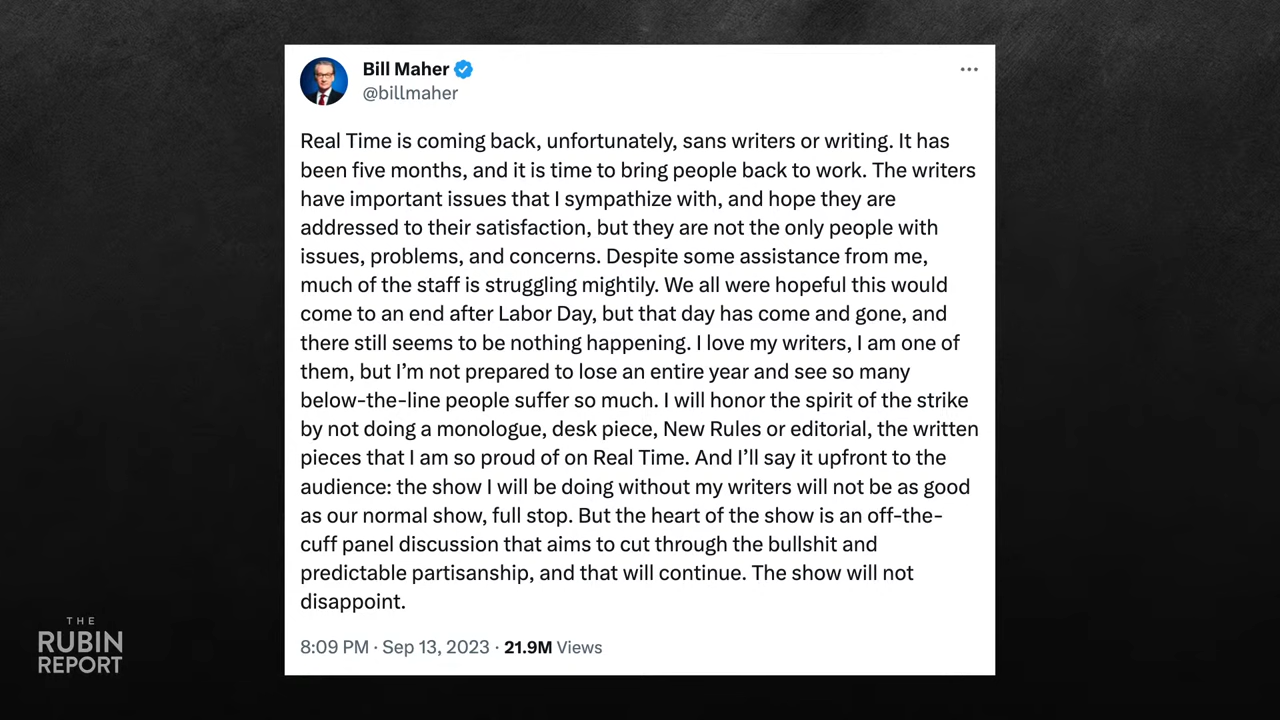 Bill Maher
@billmaher
Real Time is coming back, unfortunately, sans writers or writing. It has
been five months, and it is time to bring people back to work. The writers
have important issues that I sympathize with, and hope they are
addressed to their satisfaction, but they are not the only people with
issues, problems, and concerns. Despite some assistance from me,
much of the staff is struggling mightily. We all were hopeful this would
come to an end after Labor Day, but that day has come and gone, and
there still seems to be nothing happening. I love my writers, I am one of
them, but I’m not prepared to lose an entire year and see so many
below-the-line people suffer so much. I will honor the spirit of the strike
by not doing a monologue, desk piece, New Rules or editorial, the written
pieces that I am so proud of on Real Time. And I’ll say it upfront to the
audience: the show I will be doing without my writers will not be as good
as our normal show, full stop. But the heart of the show is an off-the-
cuff panel discussion that aims to cut through the bullshit and
predictable partisanship, and that will continue. The show will not
disappoint.
8:09 PM · Sep 13, 2023 · 21.9M Views
THE
RUBIN
REPORT